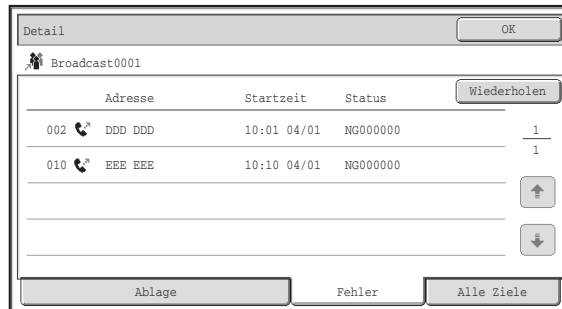 Detail OK
Broadcast0001
Adresse Startzeit Status Wiederholen
002 DDD DDD 10:01 04/01 NG000000
010 EEE EEE 10:10 04/01 NG000000
1
1
Ablage Fehler Alle Ziele